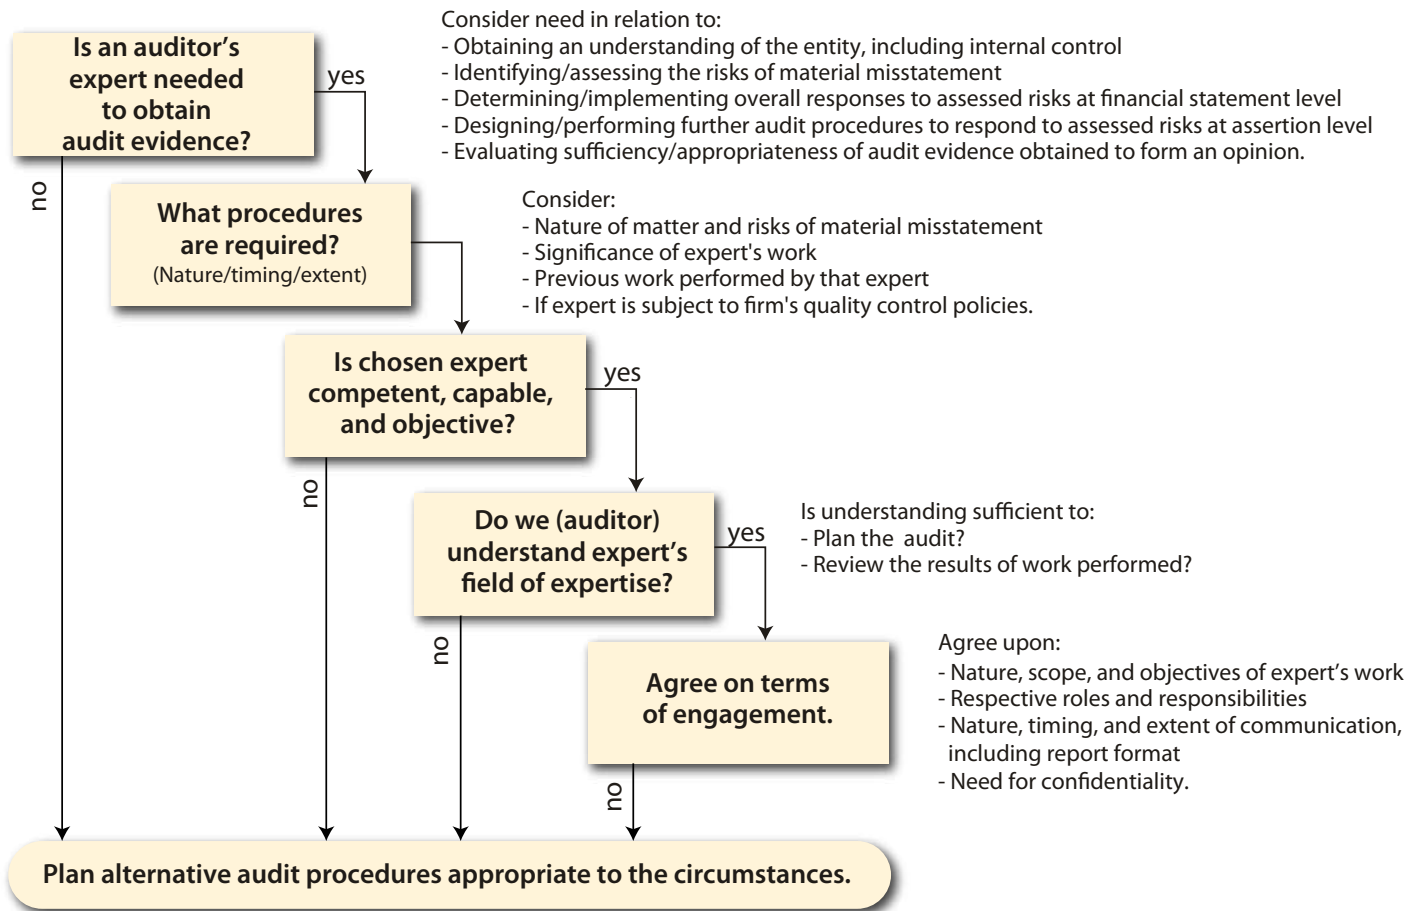 Is an auditor's
expert needed
to obtain
audit evidence?
yes
no
Consider need in relation to:
- Obtaining an understanding of the entity, including internal control
- Identifying/assessing the risks of material misstatement
- Determining/implementing overall responses to assessed risks at financial statement level
- Designing/performing further audit procedures to respond to assessed risks at assertion level
- Evaluating sufficiency/appropriateness of audit evidence obtained to form an opinion.
What procedures
are required?
(Nature/timing/extent)
Consider:
- Nature of matter and risks of material misstatement
- Significance of expert's work
- Previous work performed by that expert
- If expert is subject to firm's quality control policies.
Is chosen expert
competent, capable,
and objective?
yes
no
Do we (auditor)
understand expert's
field of expertise?
yes
no
Is understanding sufficient to:
- Plan the audit?
- Review the results of work performed?
Agree on terms
of engagement.
no
Agree upon:
- Nature, scope, and objectives of expert's work
- Respective roles and responsibilities
- Nature, timing, and extent of communication,
including report format
- Need for confidentiality.
Plan alternative audit procedures appropriate to the circumstances.